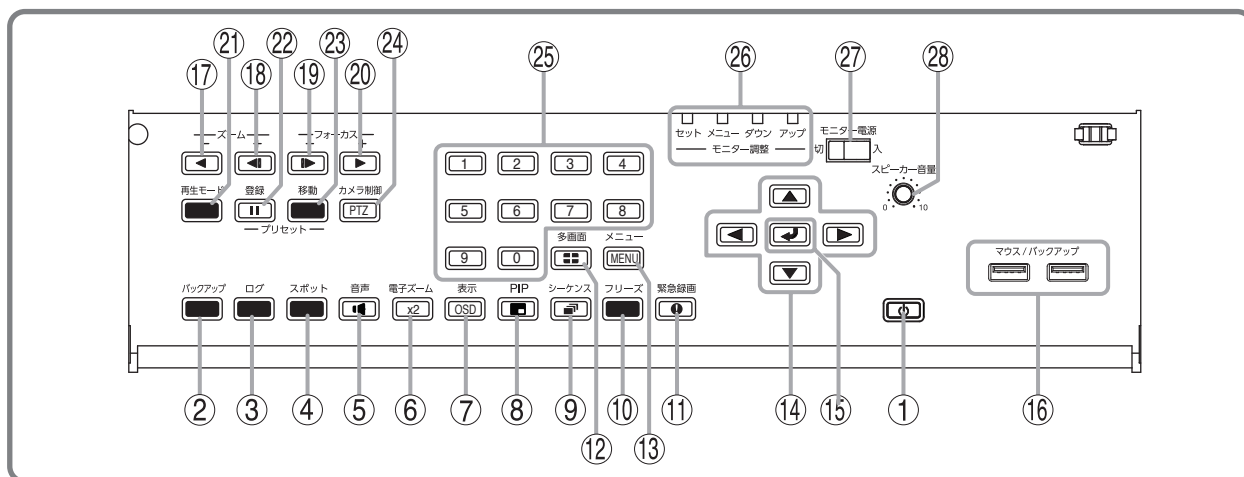 ㉑ ㉒ ㉓ ㉔ ㉕ ㉖ ㉗ ㉘
⑰ ⑱ ⑲ ⑳
セット メニュー ダウン アップ
モニター調整
モニター電源
切 入
ズーム フォーカス
− + − +
スピーカー音量
0 10
再生モード 登録 移動 カメラ制御
PTZ
プリセット
1 2 3 4
5 6 7 8
9 0
多画面 メニュー
MENU
マウス / バックアップ
バックアップ ログ スポット 音声 電子ズーム 表示 PIP シーケンス フリーズ 緊急録画
x2 OSD
② ③ ④ ⑤ ⑥ ⑦ ⑧ ⑨ ⑩ ⑪ ⑭ ⑮ ① ⑯
⑫ ⑬